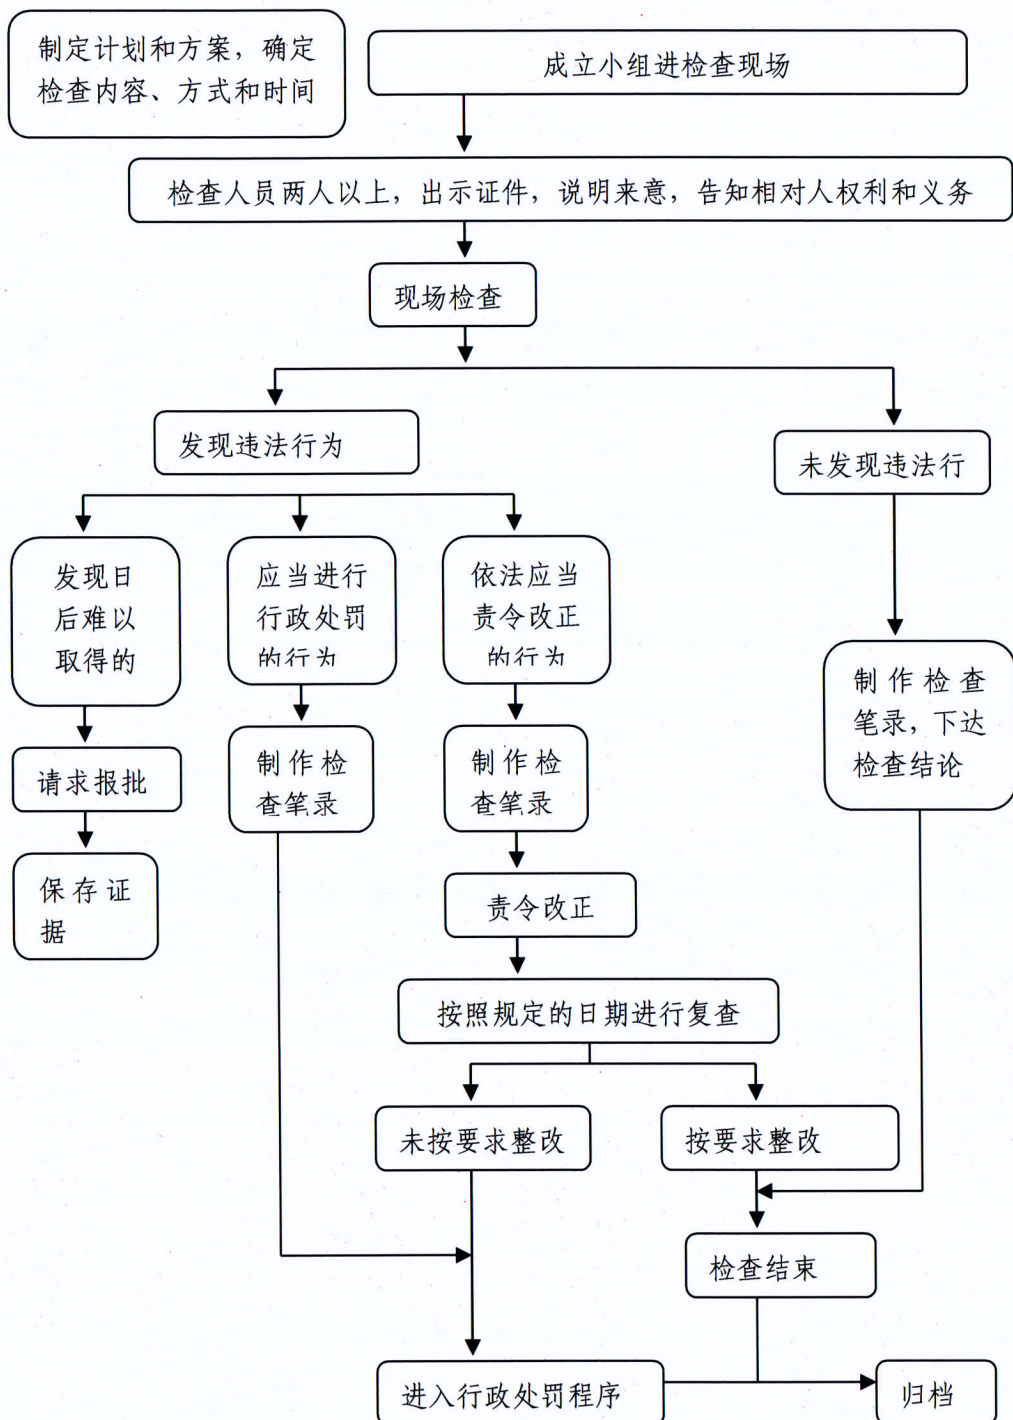 制定计划和方案，确定
检查内容、方式和时间
成立小组进检查现场
检查人员两人以上，出示证件，说明来意，告知相对人权利和义务
现场检查
发现违法行为
未发现违法行
发现日
后难以
取得的
应当进行
行政处罚
的行为
依法应当
责令改正
的行为
制作检查
笔录，下达
检查结论
请求报批
制作检
查笔录
制作检
查笔录
保存证
据
责令改正
按照规定的日期进行复查
未按要求整改
按要求整改
检查结束
进入行政处罚程序
归档